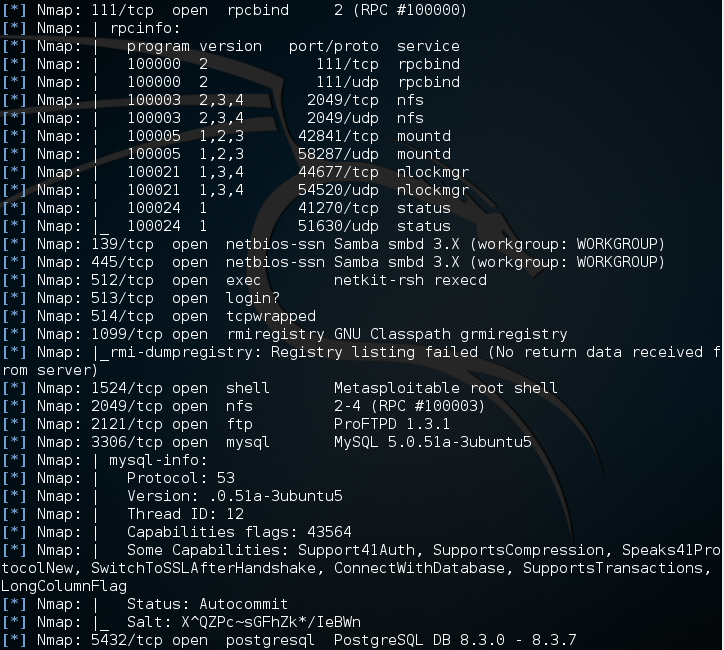 [*] Nmap: 111/tcp  open  rpcbind     2 (RPC #100000)
[*] Nmap: | rpcinfo:
[*] Nmap: |   program version   port/proto  service
[*] Nmap: |   100000  2            111/tcp  rpcbind
[*] Nmap: |   100000  2            111/udp  rpcbind
[*] Nmap: |   100003  2,3,4       2049/tcp  nfs
[*] Nmap: |   100003  2,3,4       2049/udp  nfs
[*] Nmap: |   100005  1,2,3      42841/tcp  mountd
[*] Nmap: |   100005  1,2,3      58287/udp  mountd
[*] Nmap: |   100021  1,3,4      44677/tcp  nlockmgr
[*] Nmap: |   100021  1,3,4      54520/udp  nlockmgr
[*] Nmap: |   100024  1          41270/tcp  status
[*] Nmap: |_  100024  1          51630/udp  status
[*] Nmap: 139/tcp  open  netbios-ssn Samba smbd 3.X (workgroup: WORKGROUP)
[*] Nmap: 445/tcp  open  netbios-ssn Samba smbd 3.X (workgroup: WORKGROUP)
[*] Nmap: 512/tcp  open  exec        netkit-rsh rexecd
[*] Nmap: 513/tcp  open  login?
[*] Nmap: 514/tcp  open  tcpwrapped
[*] Nmap: 1099/tcp open  rmiregistry GNU Classpath grmiregistry
[*] Nmap: |_rmi-dumpregistry: Registry listing failed (No return data received f
rom server)
[*] Nmap: 1524/tcp open  shell       Metasploitable root shell
[*] Nmap: 2049/tcp open  nfs         2-4 (RPC #100003)
[*] Nmap: 2121/tcp open  ftp         ProFTPD 1.3.1
[*] Nmap: 3306/tcp open  mysql       MySQL 5.0.51a-3ubuntu5
[*] Nmap: | mysql-info:
[*] Nmap: |   Protocol: 53
[*] Nmap: |   Version: .0.51a-3ubuntu5
[*] Nmap: |   Thread ID: 12
[*] Nmap: |   Capabilities flags: 43564
[*] Nmap: |   Some Capabilities: Support41Auth, SupportsCompression, Speaks41Pro
tocolNew, SwitchToSSLAfterHandshake, ConnectWithDatabase, SupportsTransactions,
LongColumnFlag
[*] Nmap: |   Status: Autocommit
[*] Nmap: |_  Salt: X^QZPc~sGFhZk*/IeBWn
[*] Nmap: 5432/tcp open  postgresql  PostgreSQL DB 8.3.0 - 8.3.7